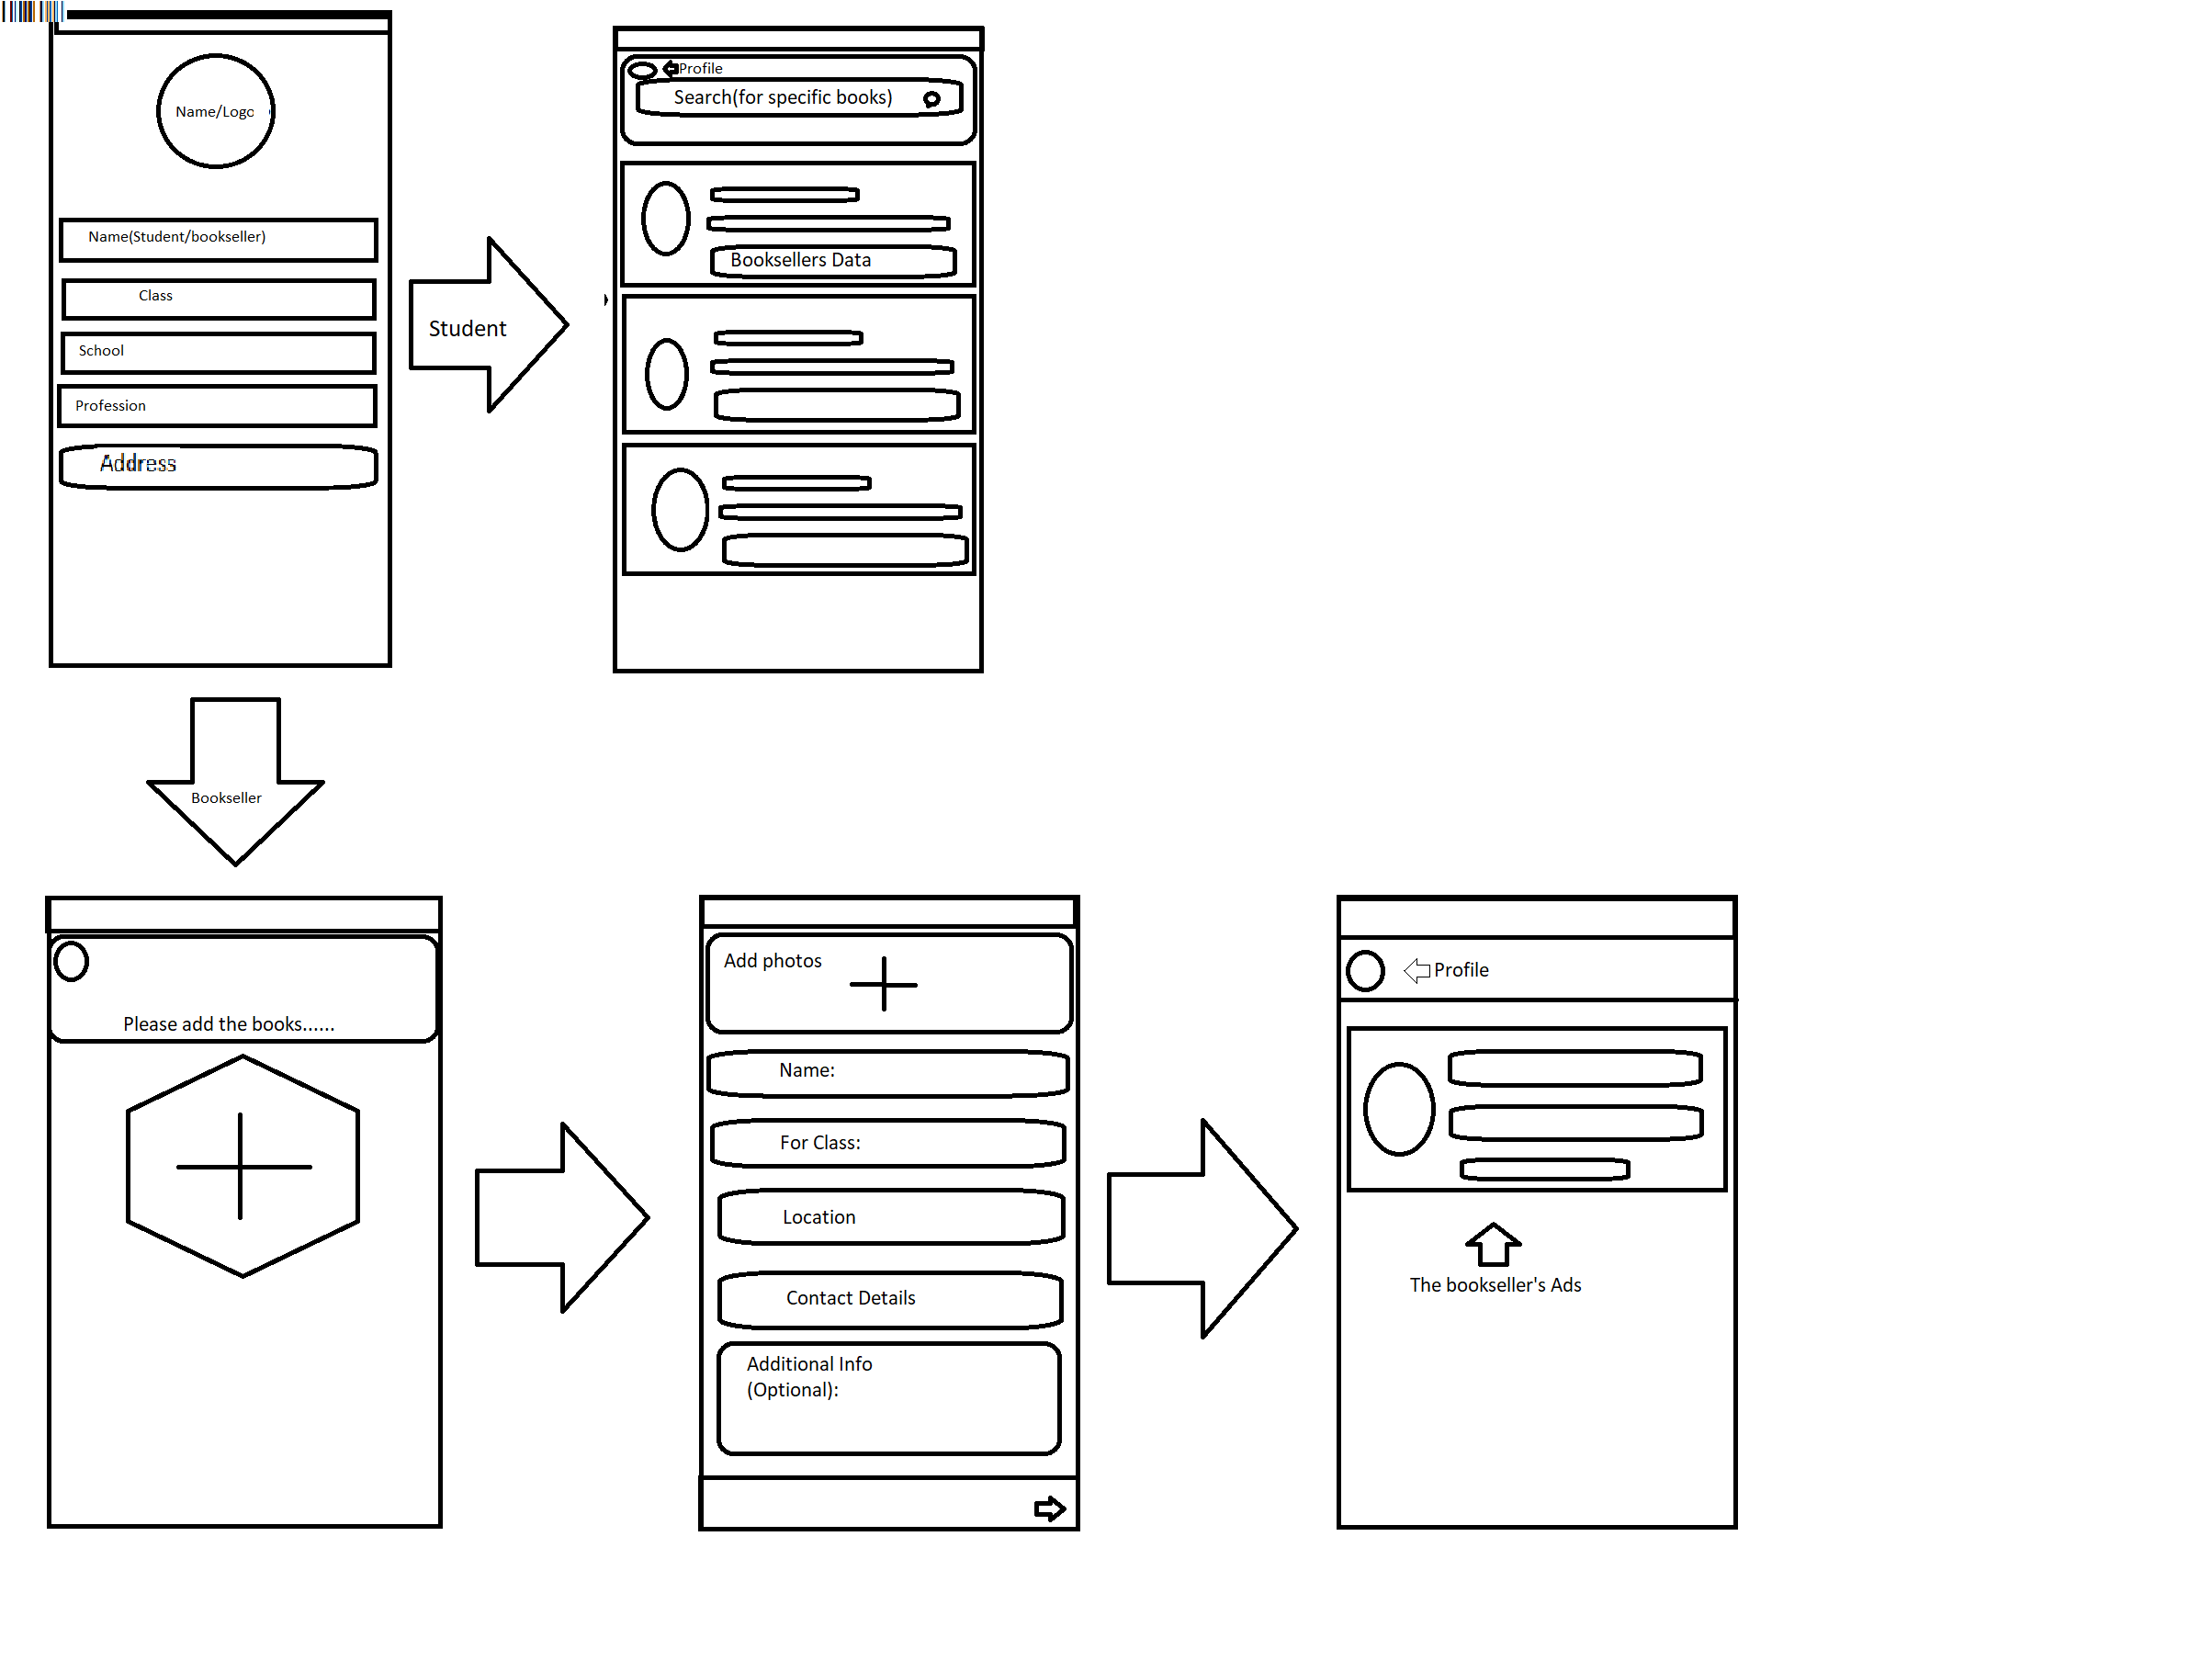 Name/Logo
Name(Student/bookseller)
Class
School
Profession
Address
Student
Profile
Search(for specific books)
Booksellers Data
Bookseller
Please add the books......
Add photos
Name:
For Class:
Location
Contact Details
Additional Info
(Optional):
Profile
The bookseller's Ads